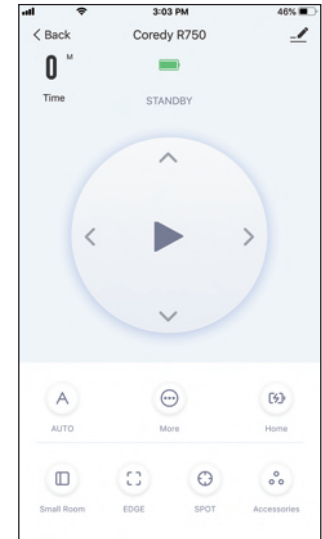 3:03 PM 46%
< Back Coredy R750
0 M
Time STANDBY
AUTO More Home
Small Room EDGE SPOT Accessories